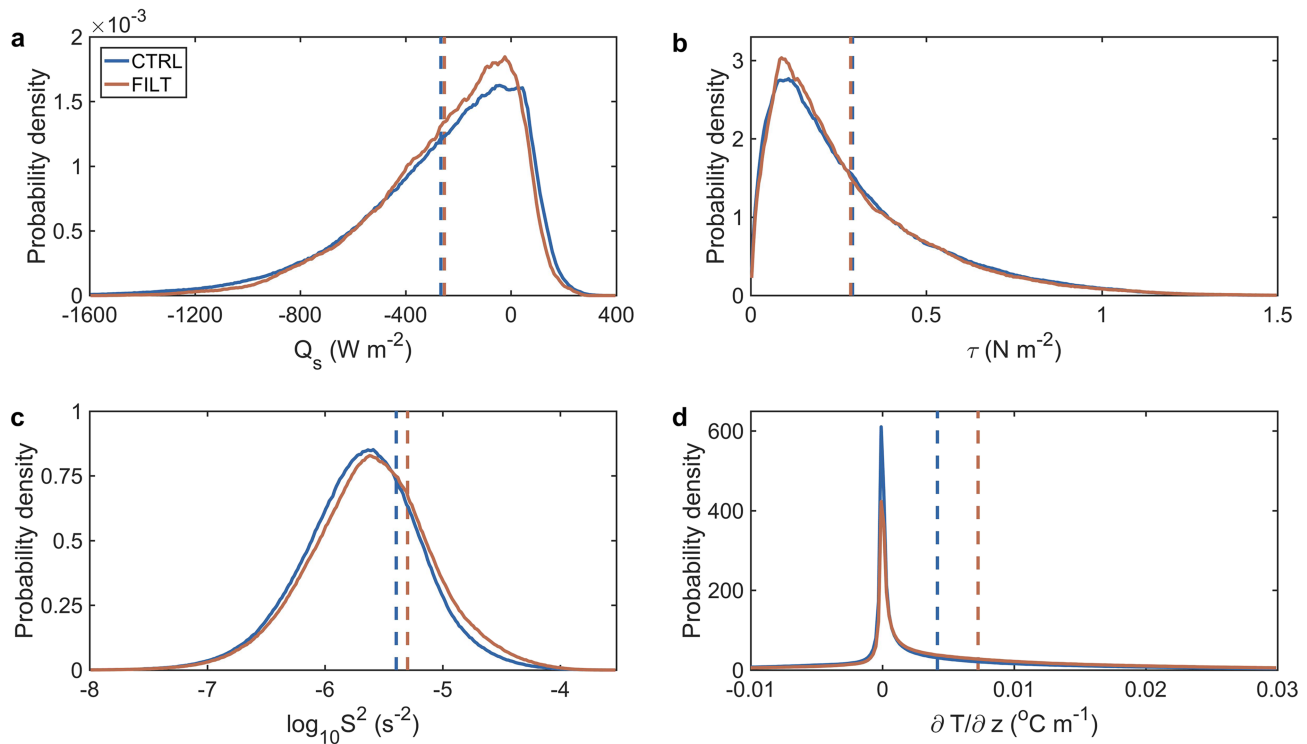 a
×10⁻³
2
1.5
1
0.5
0
Probability density
CTRL
FILT
-1600 -1200 -800 -400 0 400
Qₛ (W m⁻²)
b
3
2
1
0
Probability density
0 0.5 1 1.5
τ (N m⁻²)
c
1
0.75
0.5
0.25
0
Probability density
-8 -7 -6 -5 -4
log₁₀S² (s⁻²)
d
600
400
200
0
Probability density
-0.01 0 0.01 0.02 0.03
∂ T/∂ z (ᵒC m⁻¹)